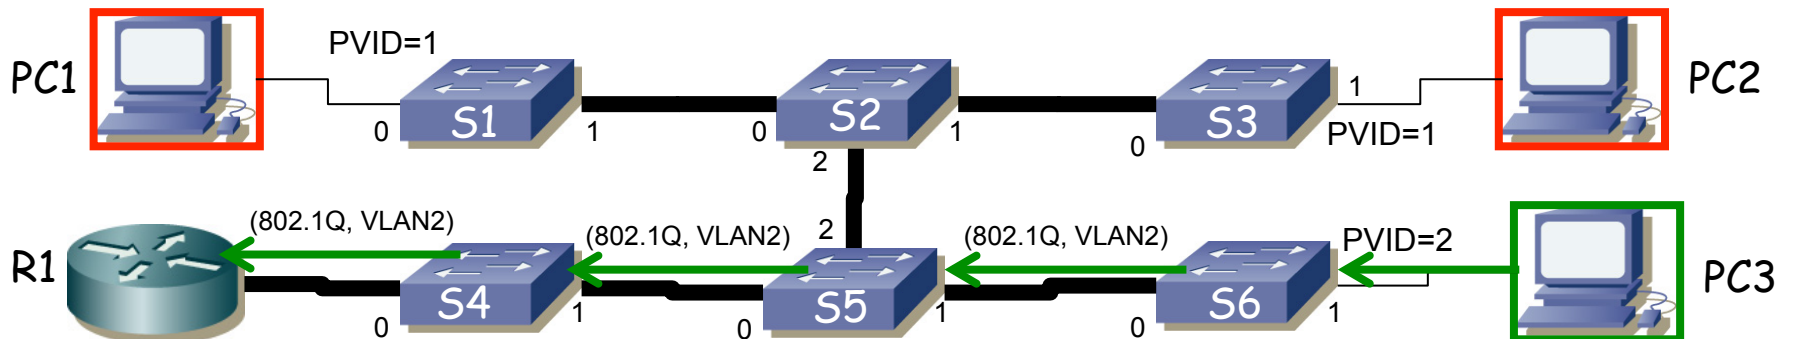 PVID=1
PC1
S1
S2
S3
1
PC2
0
1
0
1
0
PVID=1
2
(802.1Q, VLAN2)
(802.1Q, VLAN2)
2
(802.1Q, VLAN2)
PVID=2
R1
S4
S5
S6
PC3
0
1
0
1
0
1